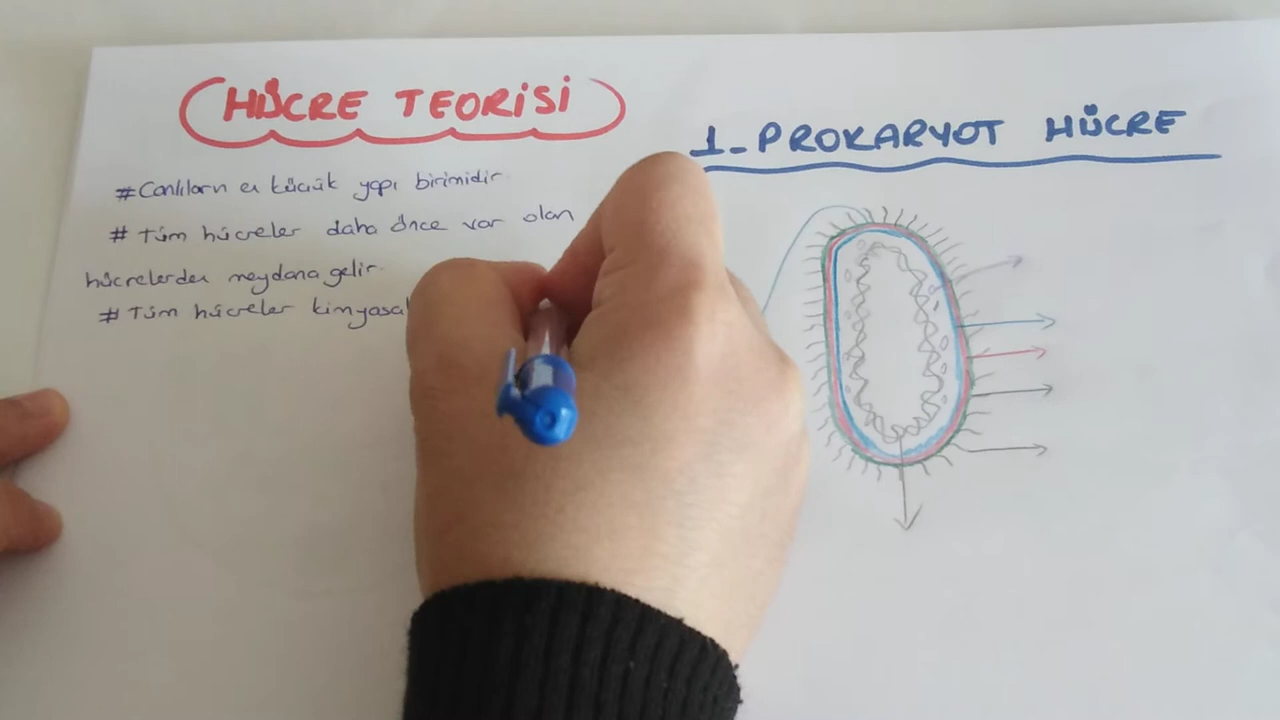 HÜCRE TEORİSİ
# Canlıların en küçük yapı birimidir.
# Tüm hücreler daha önce var olan
hücrelerden meydana gelir.
# Tüm hücreler kimyasal
1- PROKARYOT HÜCRE